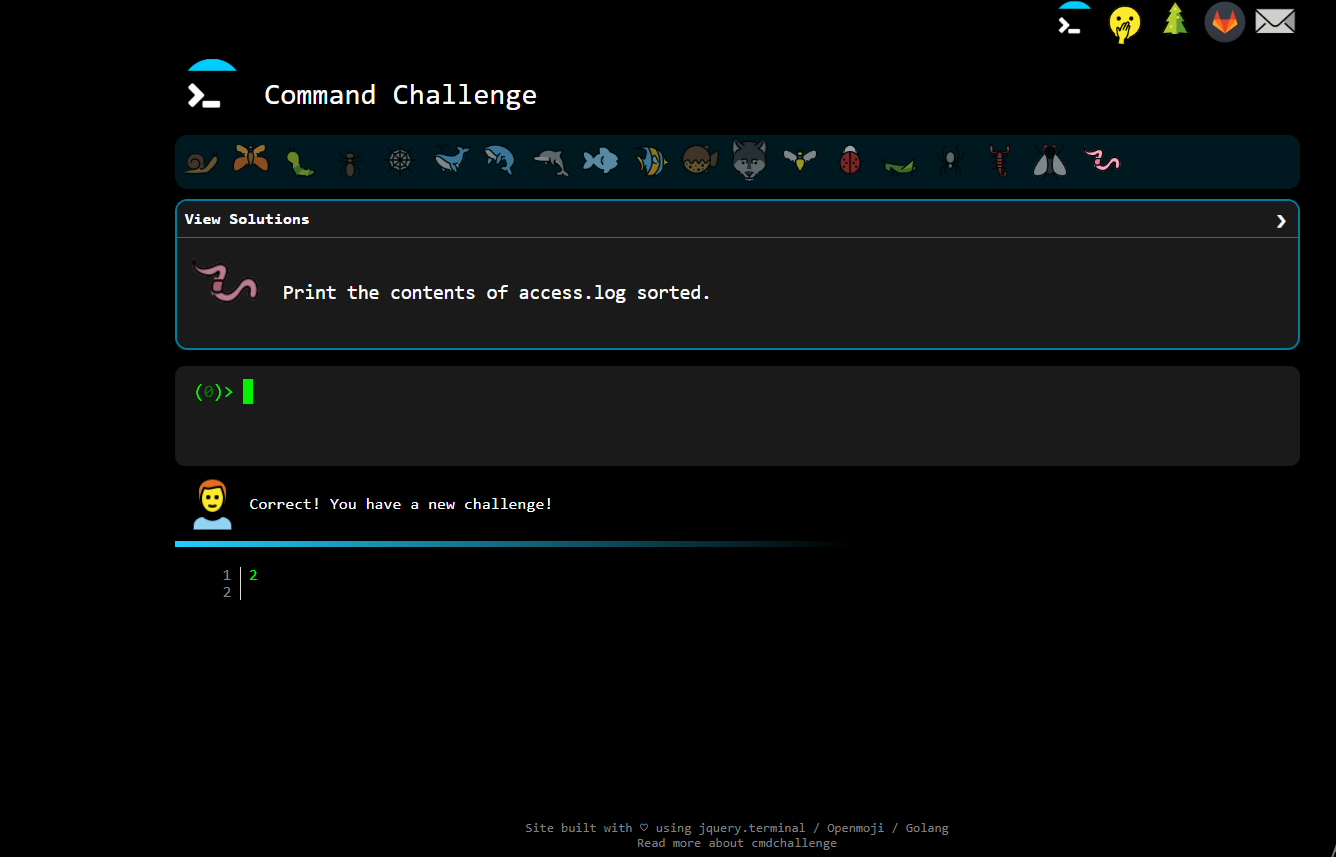 Command Challenge
View Solutions
Print the contents of access.log sorted.
(0)>
Correct! You have a new challenge!
1 2
2
Site built with ♡ using jquery.terminal / Openmoji / Golang
Read more about cmdchallenge